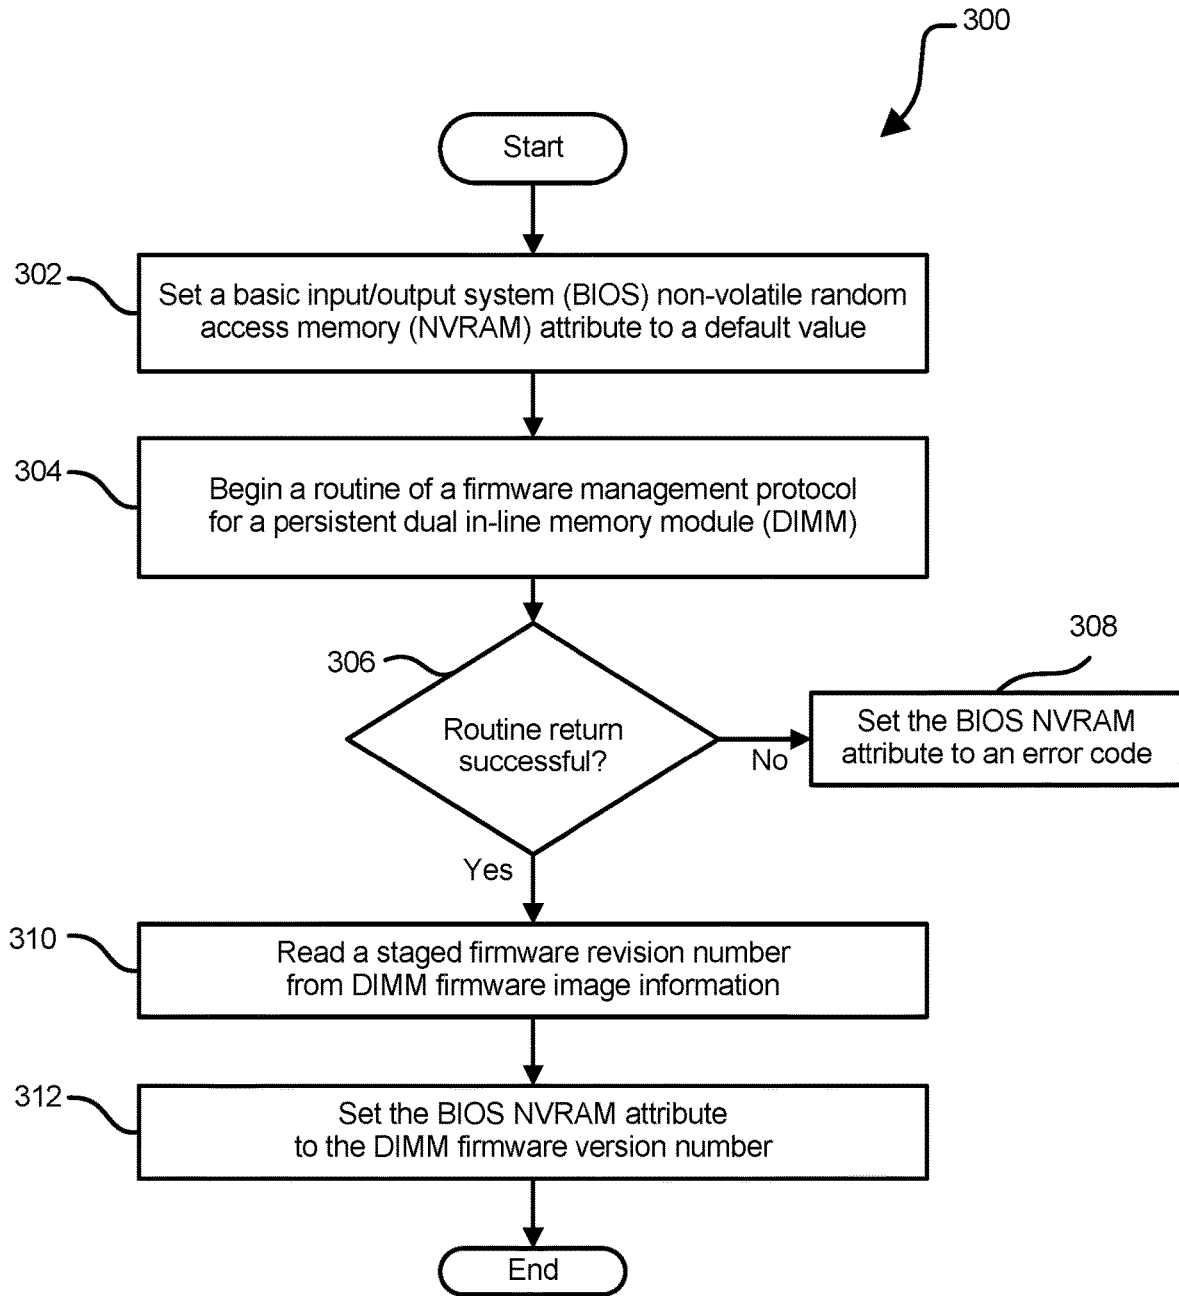 300
Start
302
Set a basic input/output system (BIOS) non-volatile random
access memory (NVRAM) attribute to a default value
304
Begin a routine of a firmware management protocol
for a persistent dual in-line memory module (DIMM)
306
Routine return
successful?
No
308
Set the BIOS NVRAM
attribute to an error code
Yes
310
Read a staged firmware revision number
from DIMM firmware image information
312
Set the BIOS NVRAM attribute
to the DIMM firmware version number
End